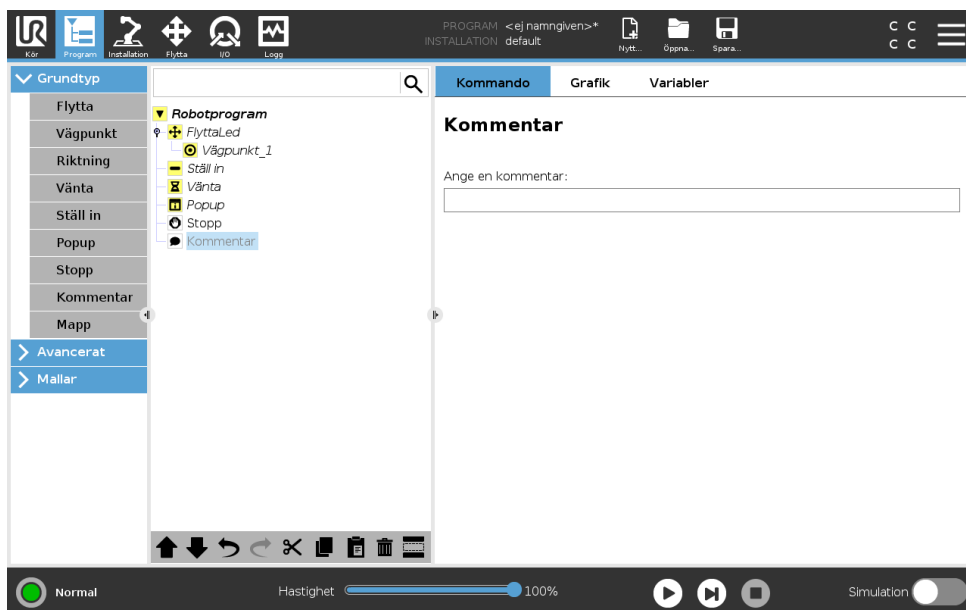 UR
Kör
Program
Installation
Flytta
I/O
Logg
PROGRAM <ej namngiven>*
INSTALLATION default
Nytt...
Öppna...
Spara...
C C
C C
Grundtyp
Flytta
Vägpunkt
Riktning
Vänta
Ställ in
Popup
Stopp
Kommentar
Mapp
Avancerat
Mallar
Robotprogram
FlyttaLed
Vägpunkt_1
Ställ in
Vänta
Popup
Stopp
Kommentar
Kommando
Grafik
Variabler
Kommentar
Ange en kommentar:
Normal
Hastighet
100%
Simulation